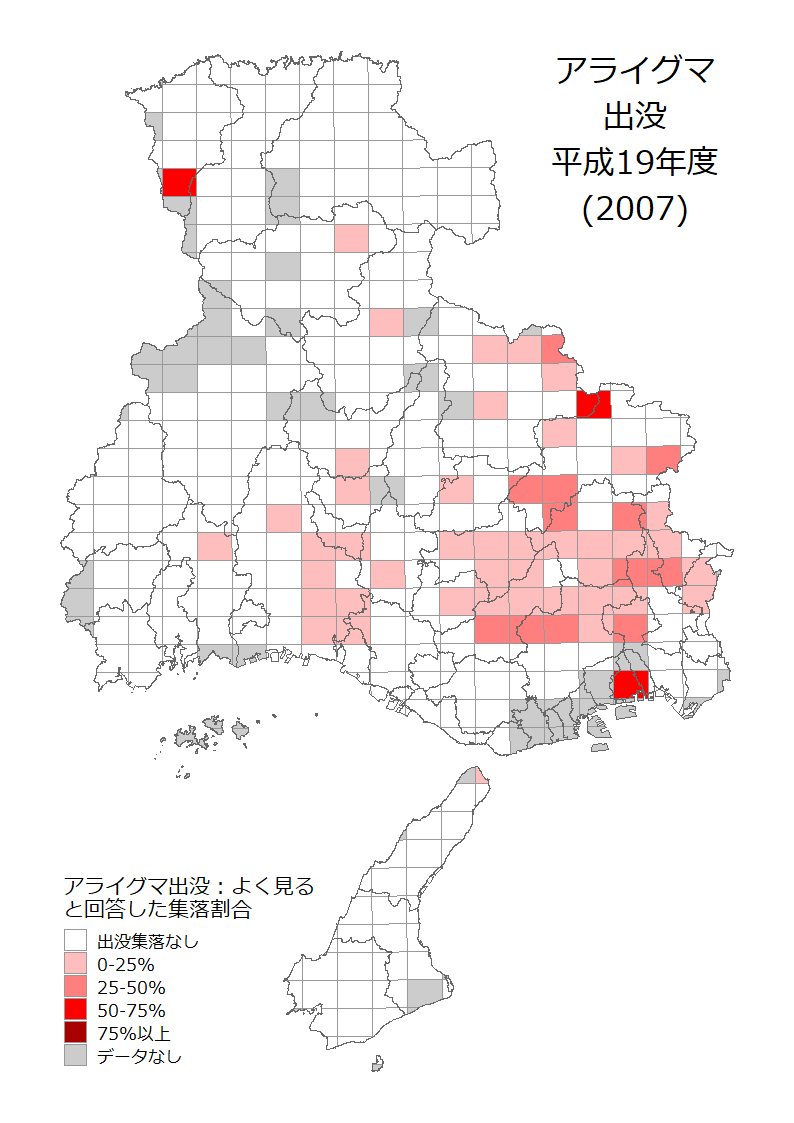 アライグマ
出没
平成19年度
(2007)
アライグマ出没：よく見る
と回答した集落割合
出没集落なし
0-25%
25-50%
50-75%
75%以上
データなし